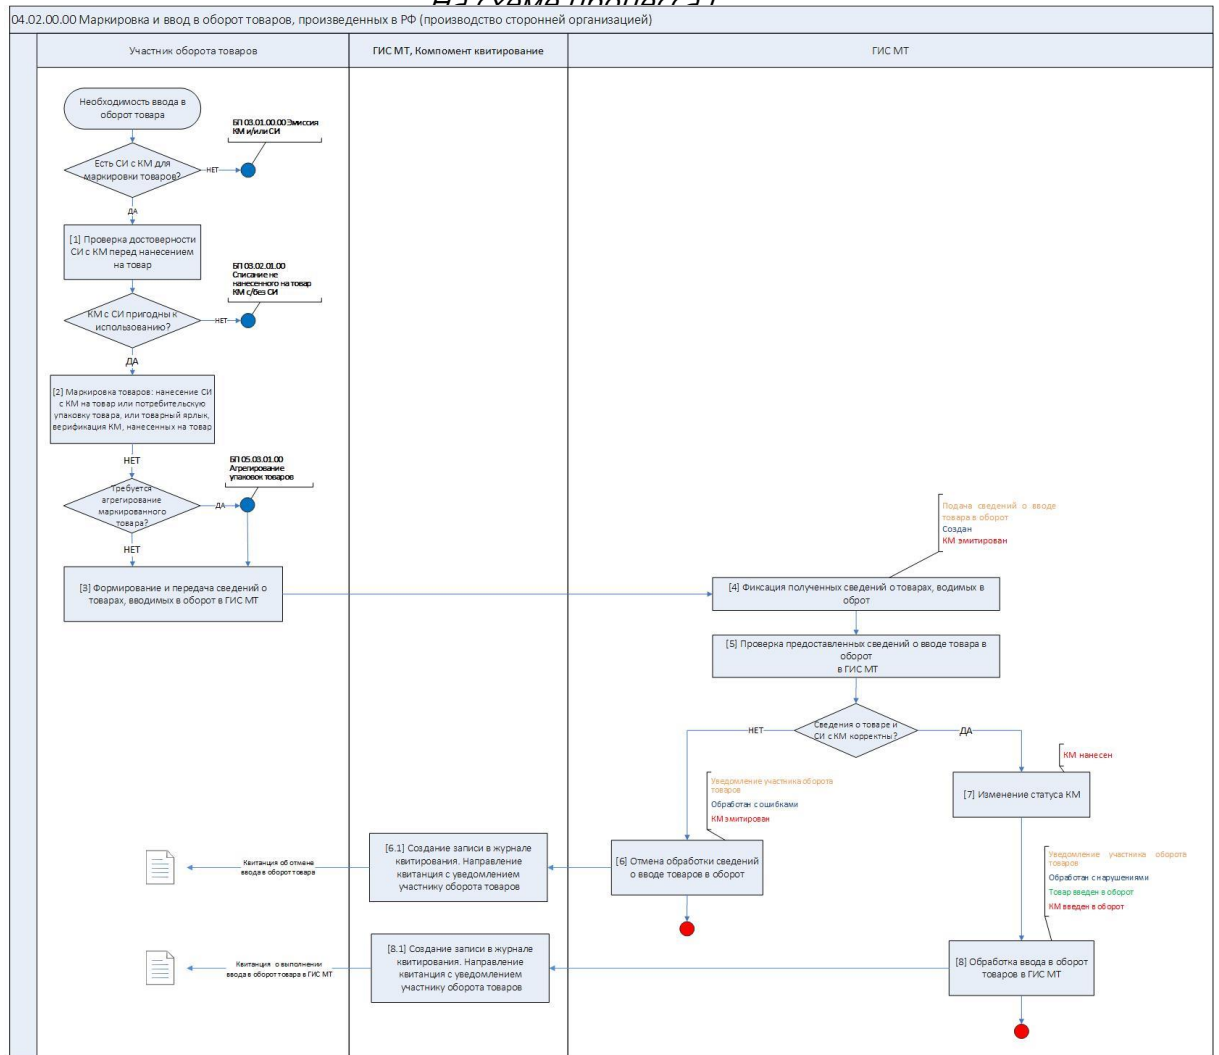 на схеме процесса
04.02.00.00 Маркировка и ввод в оборот товаров, произведенных в РФ (производство сторонней организацией)
Участник оборота товаров
ГИС МТ, Компомент квитирование
ГИС МТ
Необходимость ввода в
оборот товара
БП 03.01.00.00 Эмиссия
КМ и/или СИ
Есть СИ с КМ для
маркировки товаров?
НЕТ
ДА
[1] Проверка достоверности
СИ с КМ перед нанесением
на товар
БП 03.02.01.00
Списание не
нанесенного на товар
КМ с/без СИ
КМ с СИ пригодны к
использованию?
НЕТ
ДА
[2] Маркировка товаров: нанесение СИ
с КМ на товар или потребительскую
упаковку товара, или товарный ярлык,
верификация КМ, нанесенных на товар
НЕТ
БП 05.03.01.00
Агрегирование
упаковок товаров
Требуется
агрегирование
маркированного
товара?
ДА
НЕТ
Подача сведений о вводе
товара в оборот
Создан
КМ эмитирован
[3] Формирование и передача сведений о
товарах, вводимых в оборот в ГИС МТ
[4] Фиксация полученных сведений о товарах, водимых в
оброт
[5] Проверка предоставленных сведений о вводе товара в
оборот
в ГИС МТ
Сведения о товаре и
СИ с КМ корректны?
НЕТ
ДА
КМ нанесен
Уведомление участника оборота
товаров
Обработан с ошибками
КМ эмитирован
[7] Изменение статуса КМ
[6.1] Создание записи в журнале
квитирования. Направление
квитанция с уведомлением
участнику оборота товаров
[6] Отмена обработки сведений
о вводе товаров в оборот
Квитанция об отмене
ввода в оборот товара
Уведомление участника оборота
товаров
Обработан с нарушениями
Товар введен в оборот
КМ введен в оборот
[8.1] Создание записи в журнале
квитирования. Направление
квитанция с уведомлением
участнику оборота товаров
[8] Обработка ввода в оборот
товаров в ГИС МТ
Квитанция о выполнении
ввода в оборот товара в ГИС МТ